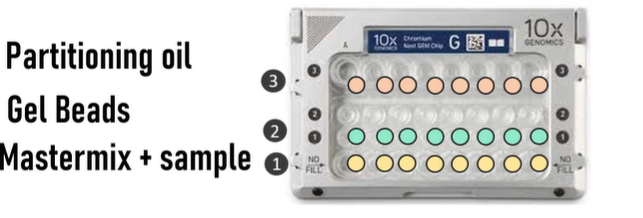 Partitioning oil
Gel Beads
Mastermix + sample
3
2
1
A
10x
GENOMICS
Chromium
Next GEM Chip
G
10x
GENOMICS
3
3
2
2
1
1
NO
FILL
NO
FILL